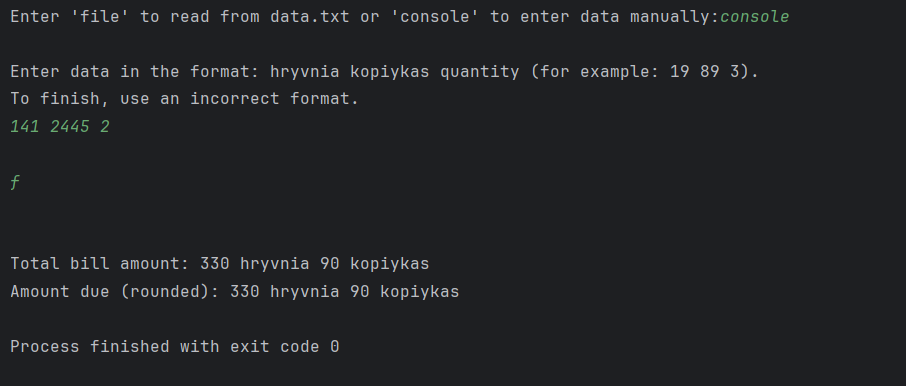 Enter 'file' to read from data.txt or 'console' to enter data manually:console
Enter data in the format: hryvnia kopiykas quantity (for example: 19 89 3).
To finish, use an incorrect format.
141 2445 2
f
Total bill amount: 330 hryvnia 90 kopiykas
Amount due (rounded): 330 hryvnia 90 kopiykas
Process finished with exit code 0